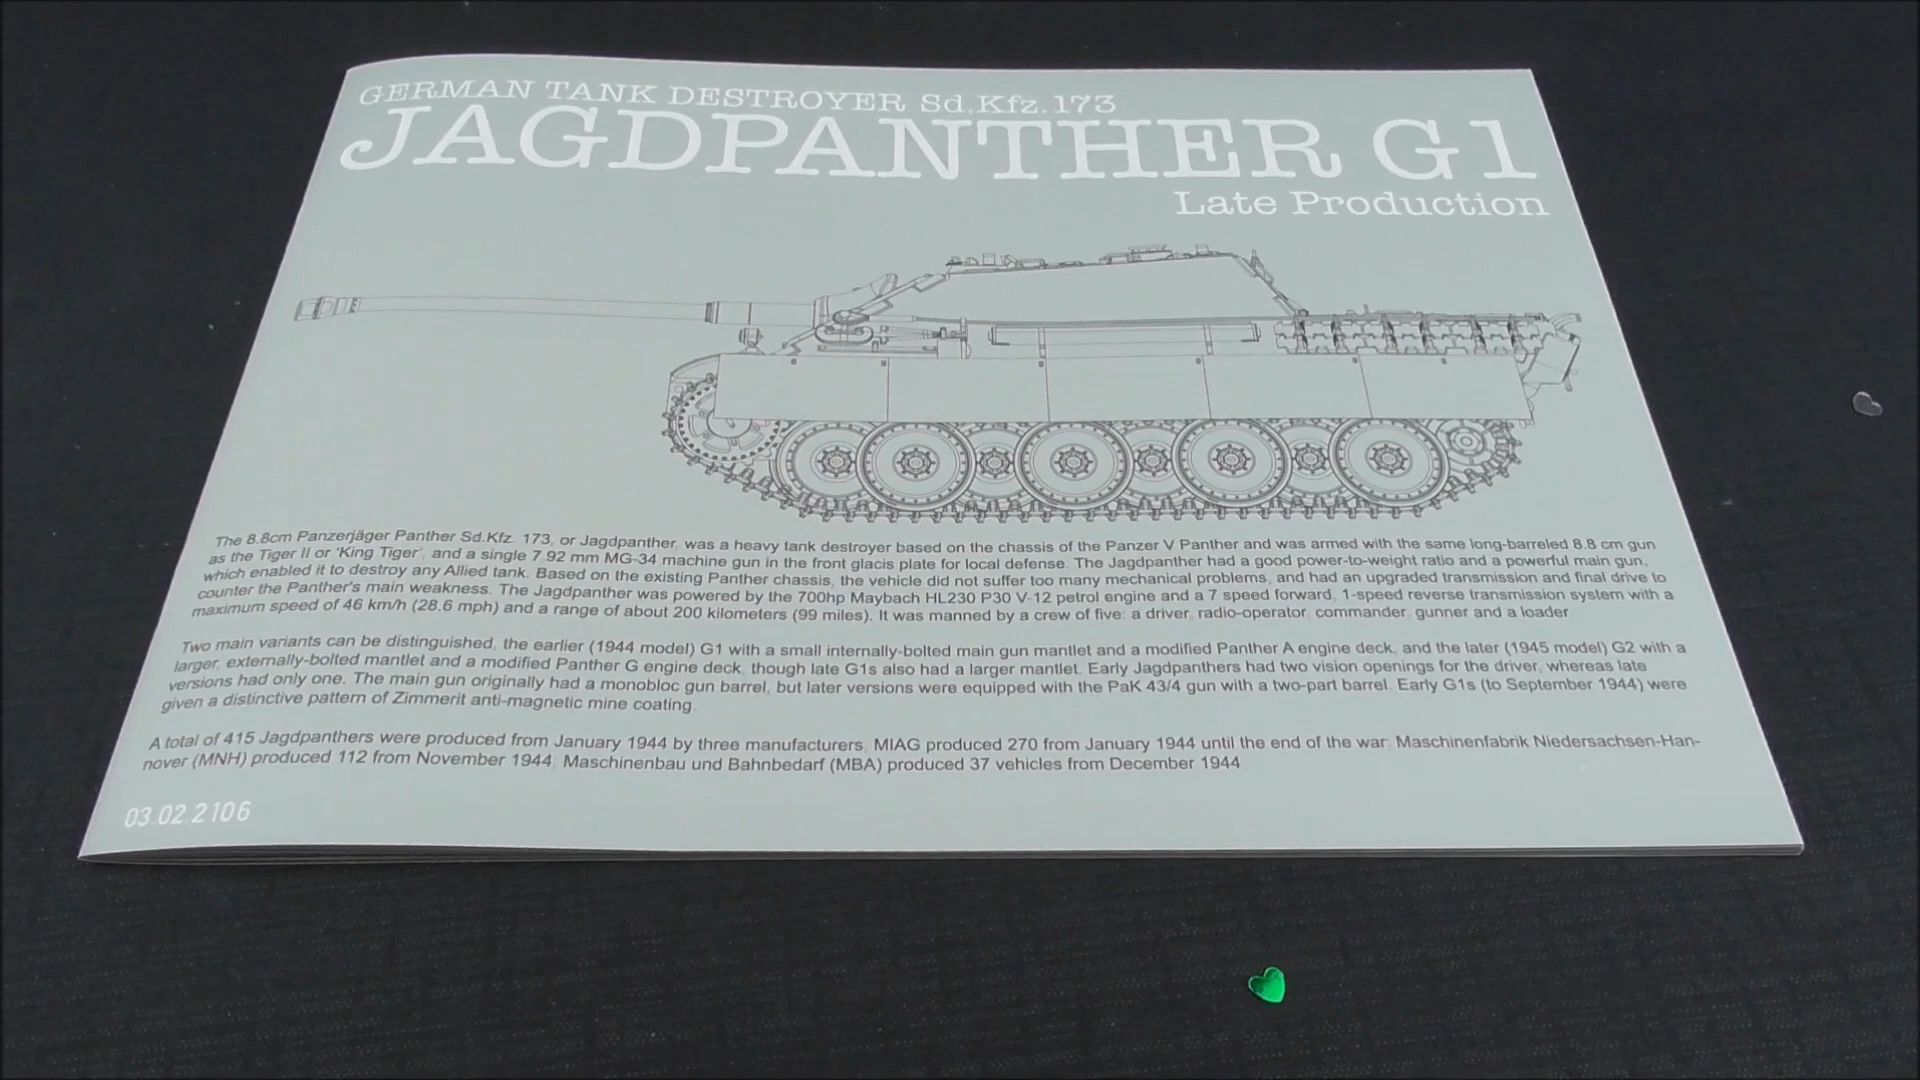 GERMAN TANK DESTROYER Sd.Kfz.173
JAGDPANTHER G1
Late Production
The 8.8cm Panzerjäger Panther Sd.Kfz. 173, or Jagdpanther, was a heavy tank destroyer based on the chassis of the Panzer V Panther and was armed with the same long-barreled 8.8 cm gun
as the Tiger II or 'King Tiger', and a single 7.92 mm MG-34 machine gun in the front glacis plate for local defense. The Jagdpanther had a good power-to-weight ratio and a powerful main gun,
which enabled it to destroy any Allied tank. Based on the existing Panther chassis, the vehicle did not suffer too many mechanical problems, and had an upgraded transmission and final drive to
counter the Panther's main weakness. The Jagdpanther was powered by the 700hp Maybach HL230 P30 V-12 petrol engine and a 7 speed forward, 1-speed reverse transmission system with a
maximum speed of 46 km/h (28.6 mph) and a range of about 200 kilometers (99 miles). It was manned by a crew of five: a driver, radio-operator, commander, gunner and a loader.
Two main variants can be distinguished, the earlier (1944 model) G1 with a small internally-bolted main gun mantlet and a modified Panther A engine deck, and the later (1945 model) G2 with a
larger, externally-bolted mantlet and a modified Panther G engine deck, though late G1s also had a larger mantlet. Early Jagdpanthers had two vision openings for the driver, whereas late
versions had only one. The main gun originally had a monobloc gun barrel, but later versions were equipped with the PaK 43/4 gun with a two-part barrel. Early G1s (to September 1944) were
given a distinctive pattern of Zimmerit anti-magnetic mine coating.
A total of 415 Jagdpanthers were produced from January 1944 by three manufacturers. MIAG produced 270 from January 1944 until the end of the war. Maschinenfabrik Niedersachsen-Han-
nover (MNH) produced 112 from November 1944. Maschinenbau und Bahnbedarf (MBA) produced 37 vehicles from December 1944.
03.02.2106